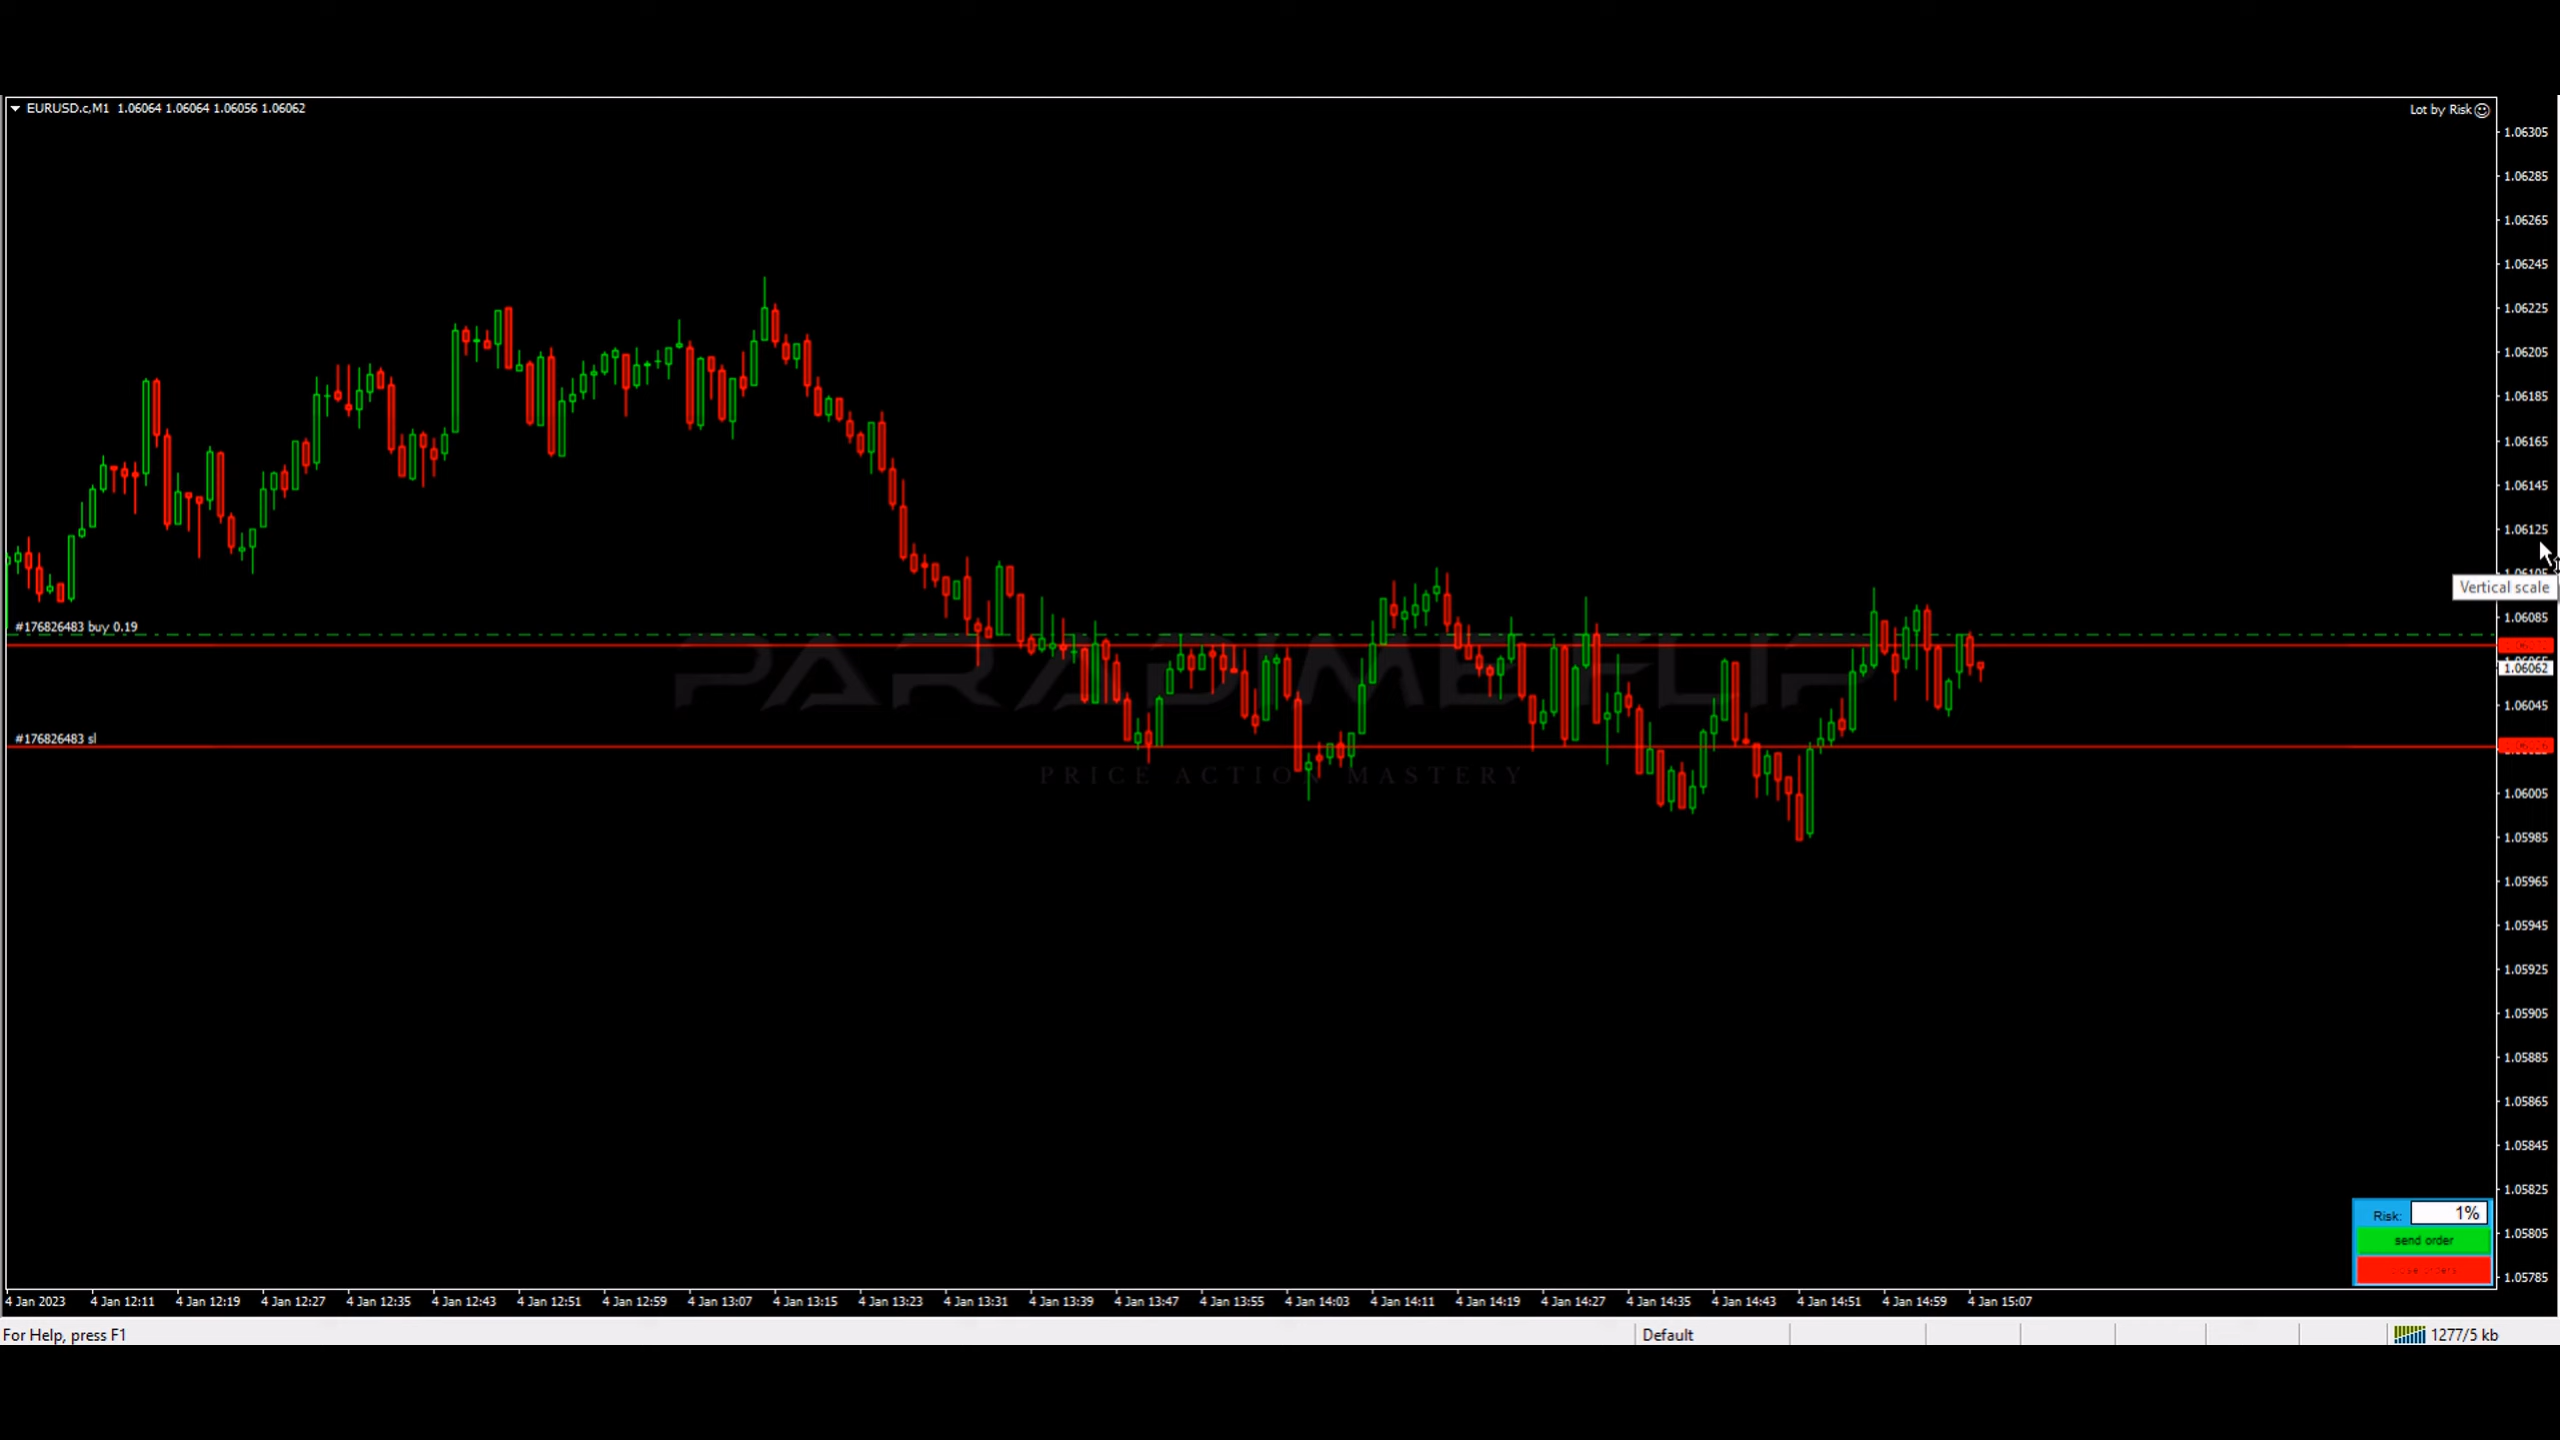 EURUSD.c,M1 1.06064 1.06064 1.06056 1.06062
Lot by Risk
1.06305
1.06285
1.06265
1.06245
1.06225
1.06205
1.06185
1.06165
1.06145
1.06125
Vertical scale
1.06085
#176826483 buy 0.19
1.06062
PARADIME FLIP
1.06045
#176826483 sl
PRICE ACTION MASTERY
1.06005
1.05985
1.05965
1.05945
1.05925
1.05905
1.05885
1.05865
1.05845
1.05825
1.05805
1.05785
Risk: 1%
send order
4 Jan 2023 4 Jan 12:11 4 Jan 12:19 4 Jan 12:27 4 Jan 12:35 4 Jan 12:43 4 Jan 12:51 4 Jan 12:59 4 Jan 13:07 4 Jan 13:15 4 Jan 13:23 4 Jan 13:31 4 Jan 13:39 4 Jan 13:47 4 Jan 13:55 4 Jan 14:03 4 Jan 14:11 4 Jan 14:19 4 Jan 14:27 4 Jan 14:35 4 Jan 14:43 4 Jan 14:51 4 Jan 14:59 4 Jan 15:07
For Help, press F1
Default
1277/5 kb